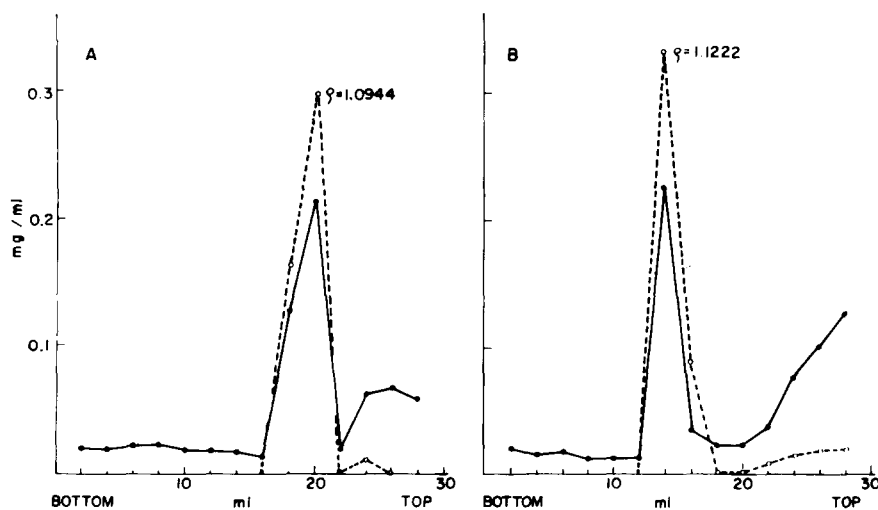 A
B
ρ=1.0944
ρ=1.1222
mg/ml
0.3
0.2
0.1
10
20
30
BOTTOM
ml
TOP
10
20
30
BOTTOM
ml
TOP